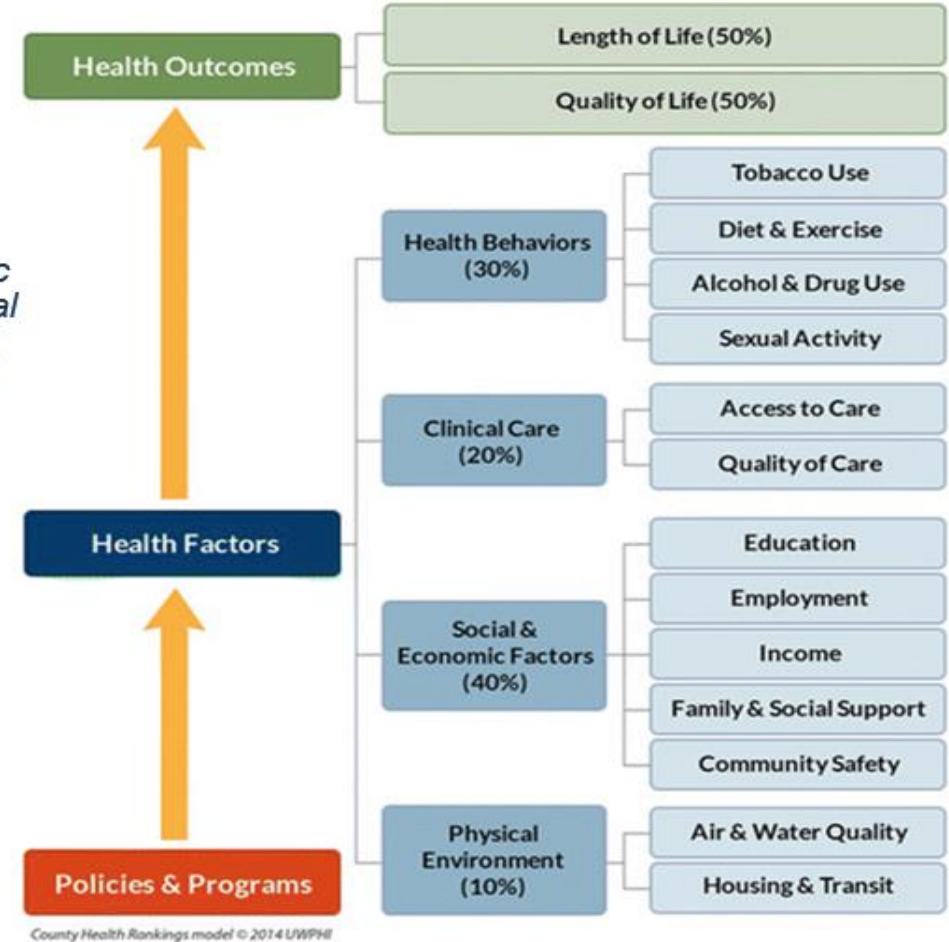 Health Outcomes
Length of Life (50%)
Quality of Life (50%)
Health Behaviors
(30%)
Tobacco Use
Diet & Exercise
Alcohol & Drug Use
Sexual Activity
Clinical Care
(20%)
Access to Care
Quality of Care
Health Factors
Social &
Economic Factors
(40%)
Education
Employment
Income
Family & Social Support
Community Safety
Physical
Environment
(10%)
Air & Water Quality
Housing & Transit
Policies & Programs
County Health Rankings model © 2014 UWPHI